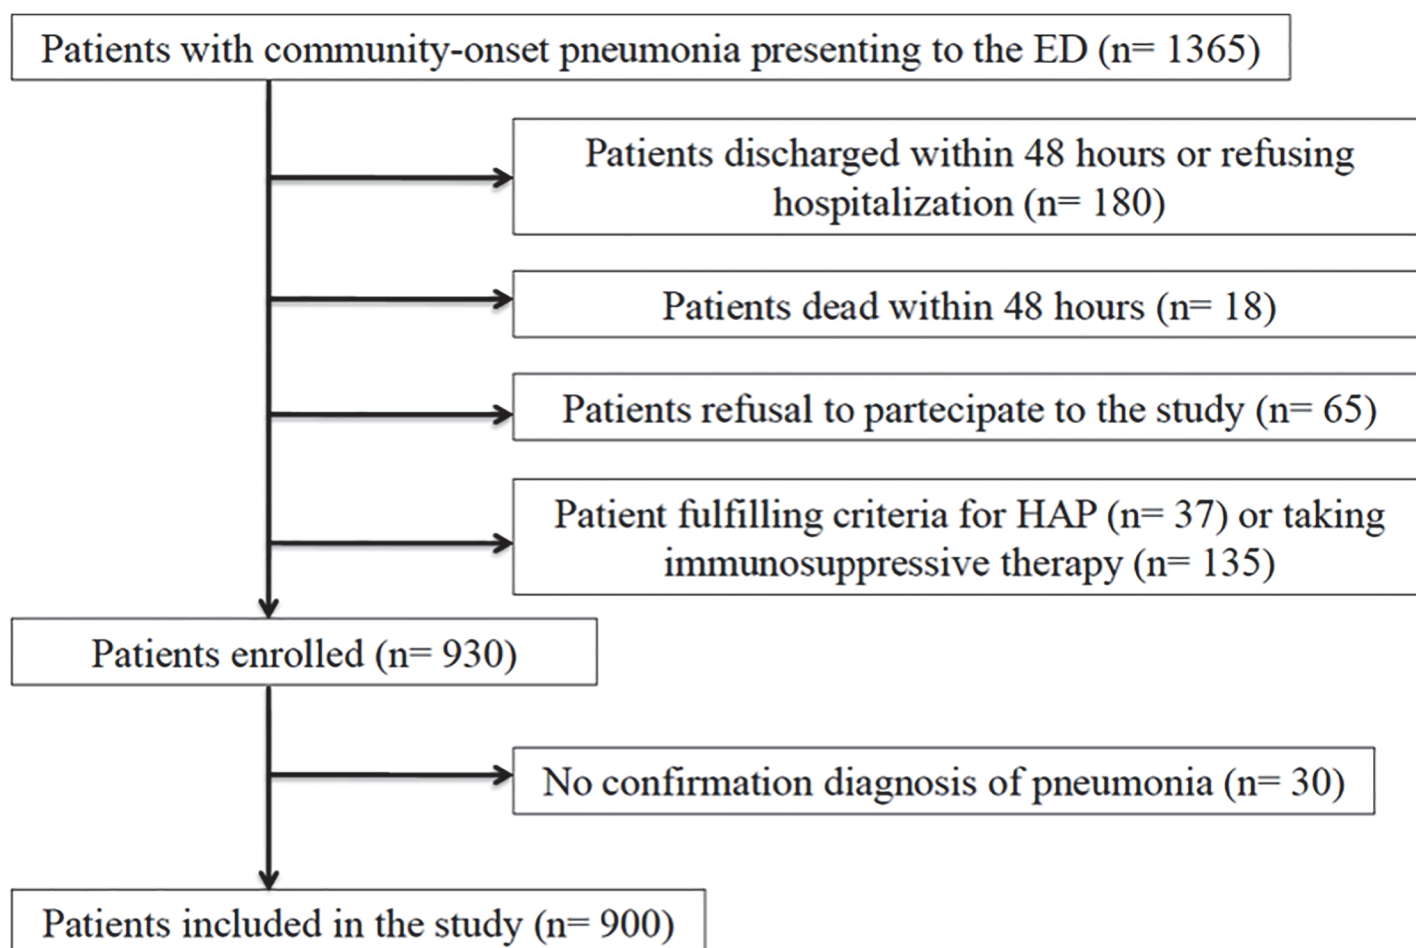 Patients with community-onset pneumonia presenting to the ED (n= 1365)
Patients discharged within 48 hours or refusing
hospitalization (n= 180)
Patients dead within 48 hours (n= 18)
Patients refusal to partecipate to the study (n= 65)
Patient fulfilling criteria for HAP (n= 37) or taking
immunosuppressive therapy (n= 135)
Patients enrolled (n= 930)
No confirmation diagnosis of pneumonia (n= 30)
Patients included in the study (n= 900)